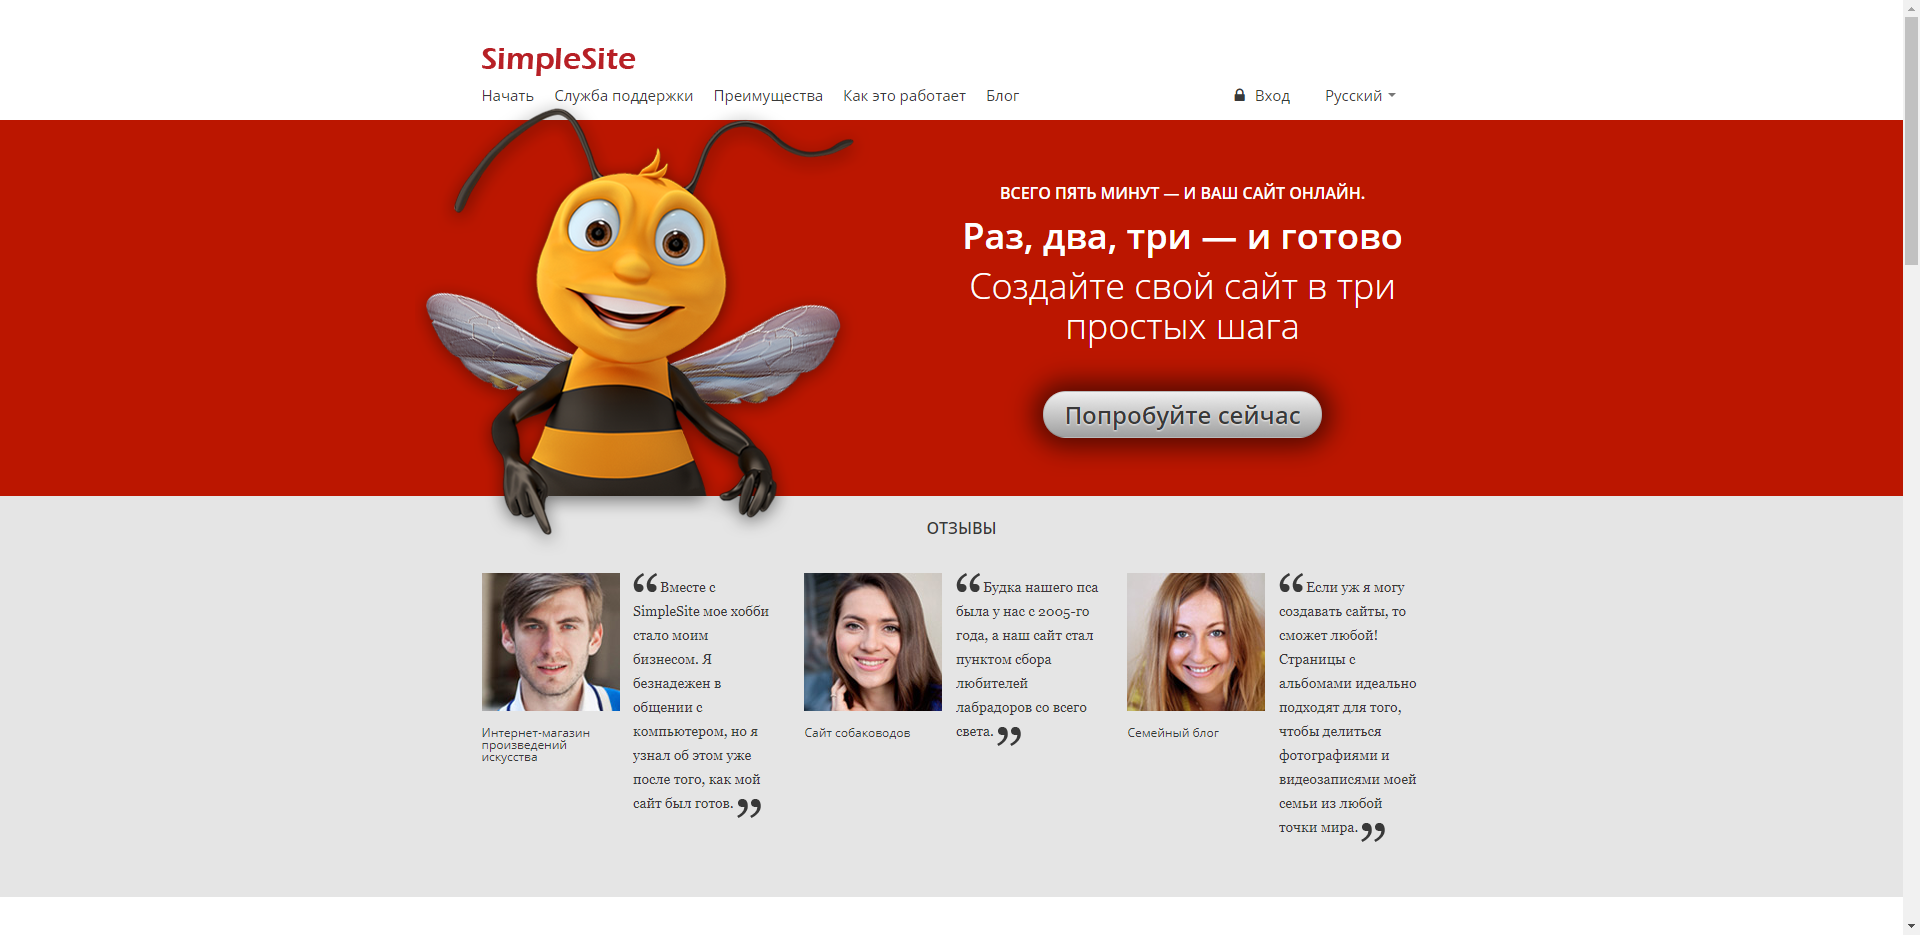 SimpleSite
Начать Служба поддержки Преимущества Как это работает Блог Вход Русский
ВСЕГО ПЯТЬ МИНУТ — И ВАШ САЙТ ОНЛАЙН.
Раз, два, три — и готово
Создайте свой сайт в три
простых шага
Попробуйте сейчас
ОТЗЫВЫ
“ Вместе с
SimpleSite мое хобби
стало моим
бизнесом. Я
безнадежен в
общении с
компьютером, но я
узнал об этом уже
после того, как мой
сайт был готов. ”
Интернет-магазин
произведений
искусства
“ Будка нашего пса
была у нас с 2005-го
года, а наш сайт стал
пунктом сбора
любителей
лабрадоров со всего
света. ”
Сайт собаководов
“ Если уж я могу
создавать сайты, то
сможет любой!
Страницы с
альбомами идеально
подходят для того,
чтобы делиться
фотографиями и
видеозаписями моей
семьи из любой
точки мира. ”
Семейный блог